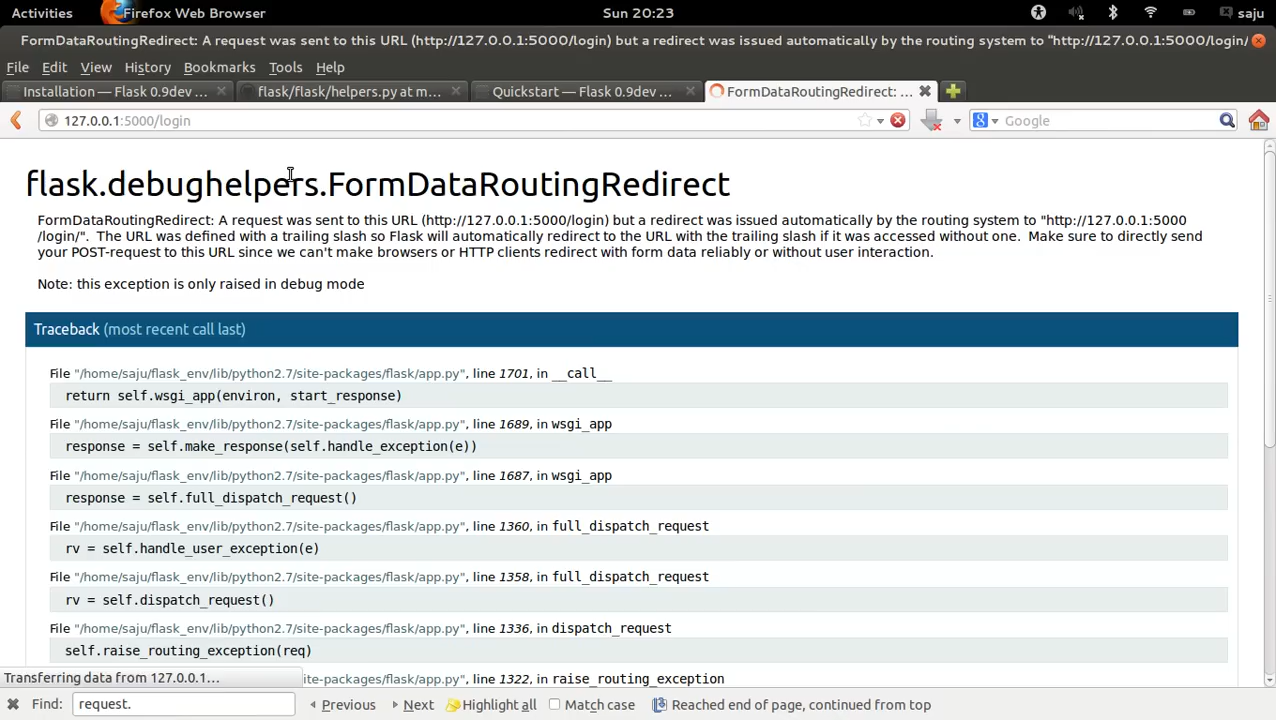 Activities Firefox Web Browser Sun 20:23 saju
FormDataRoutingRedirect: A request was sent to this URL (http://127.0.0.1:5000/login) but a redirect was issued automatically by the routing system to "http://127.0.0.1:5000/login/
File Edit View History Bookmarks Tools Help
Installation — Flask 0.9dev ... flask/flask/helpers.py at m... Quickstart — Flask 0.9dev ... FormDataRoutingRedirect: ...
127.0.0.1:5000/login Google
flask.debughelpers.FormDataRoutingRedirect
FormDataRoutingRedirect: A request was sent to this URL (http://127.0.0.1:5000/login) but a redirect was issued automatically by the routing system to "http://127.0.0.1:5000
/login/". The URL was defined with a trailing slash so Flask will automatically redirect to the URL with the trailing slash if it was accessed without one. Make sure to directly send
your POST-request to this URL since we can't make browsers or HTTP clients redirect with form data reliably or without user interaction.
Note: this exception is only raised in debug mode
Traceback (most recent call last)
File "/home/saju/flask_env/lib/python2.7/site-packages/flask/app.py", line 1701, in __call__
return self.wsgi_app(environ, start_response)
File "/home/saju/flask_env/lib/python2.7/site-packages/flask/app.py", line 1689, in wsgi_app
response = self.make_response(self.handle_exception(e))
File "/home/saju/flask_env/lib/python2.7/site-packages/flask/app.py", line 1687, in wsgi_app
response = self.full_dispatch_request()
File "/home/saju/flask_env/lib/python2.7/site-packages/flask/app.py", line 1360, in full_dispatch_request
rv = self.handle_user_exception(e)
File "/home/saju/flask_env/lib/python2.7/site-packages/flask/app.py", line 1358, in full_dispatch_request
rv = self.dispatch_request()
File "/home/saju/flask_env/lib/python2.7/site-packages/flask/app.py", line 1336, in dispatch_request
self.raise_routing_exception(req)
Transferring data from 127.0.0.1... ite-packages/flask/app.py", line 1322, in raise_routing_exception
Find: request. Previous Next Highlight all Match case Reached end of page, continued from top